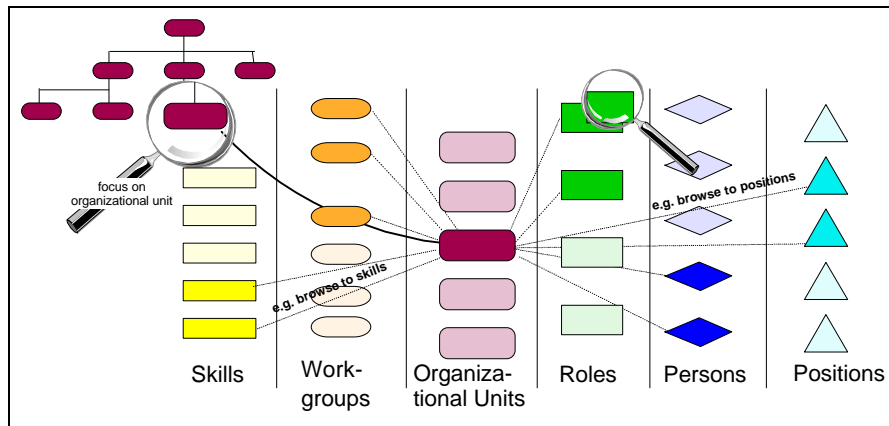 focus on
organizational unit
e.g. browse to positions
e.g. browse to skills
Skills
Work-
groups
Organiza-
tional Units
Roles
Persons
Positions